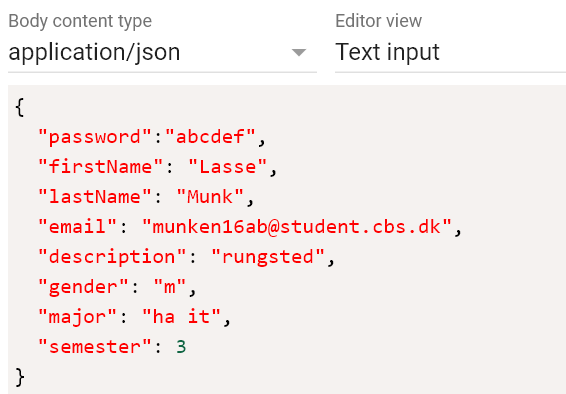 Body content type
Editor view
application/json
Text input
{
"password":"abcdef",
"firstName": "Lasse",
"lastName": "Munk",
"email": "munken16ab@student.cbs.dk",
"description": "rungsted",
"gender": "m",
"major": "ha it",
"semester": 3
}